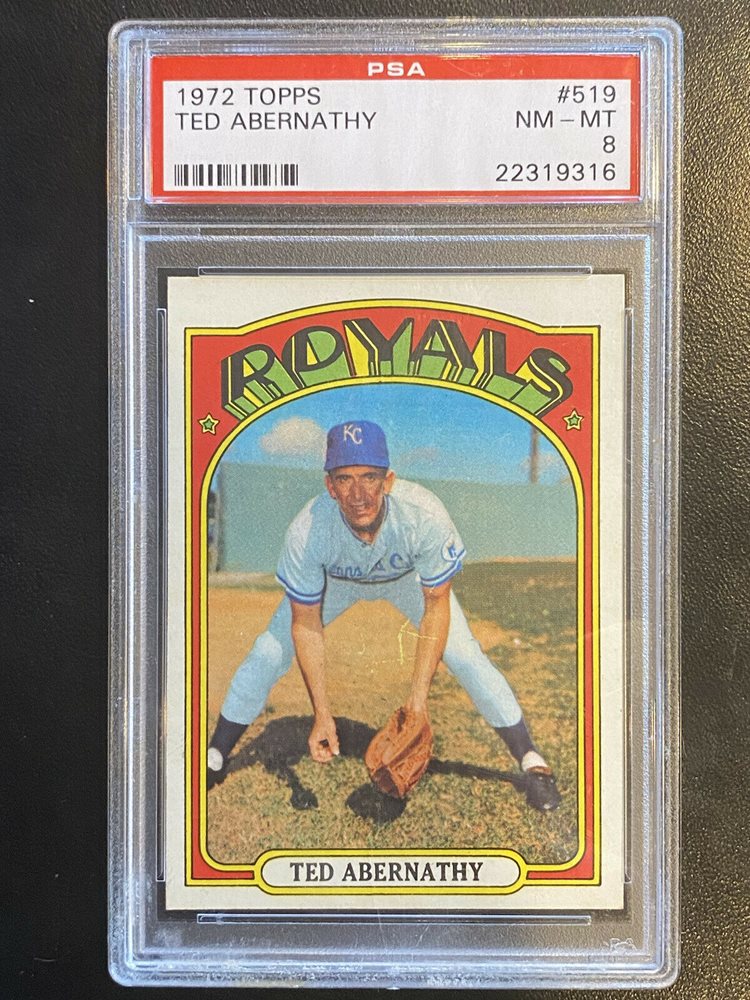 PSA
1972 TOPPS #519
TED ABERNATHY NM - MT
8
22319316
ROYALS
KC
TED ABERNATHY